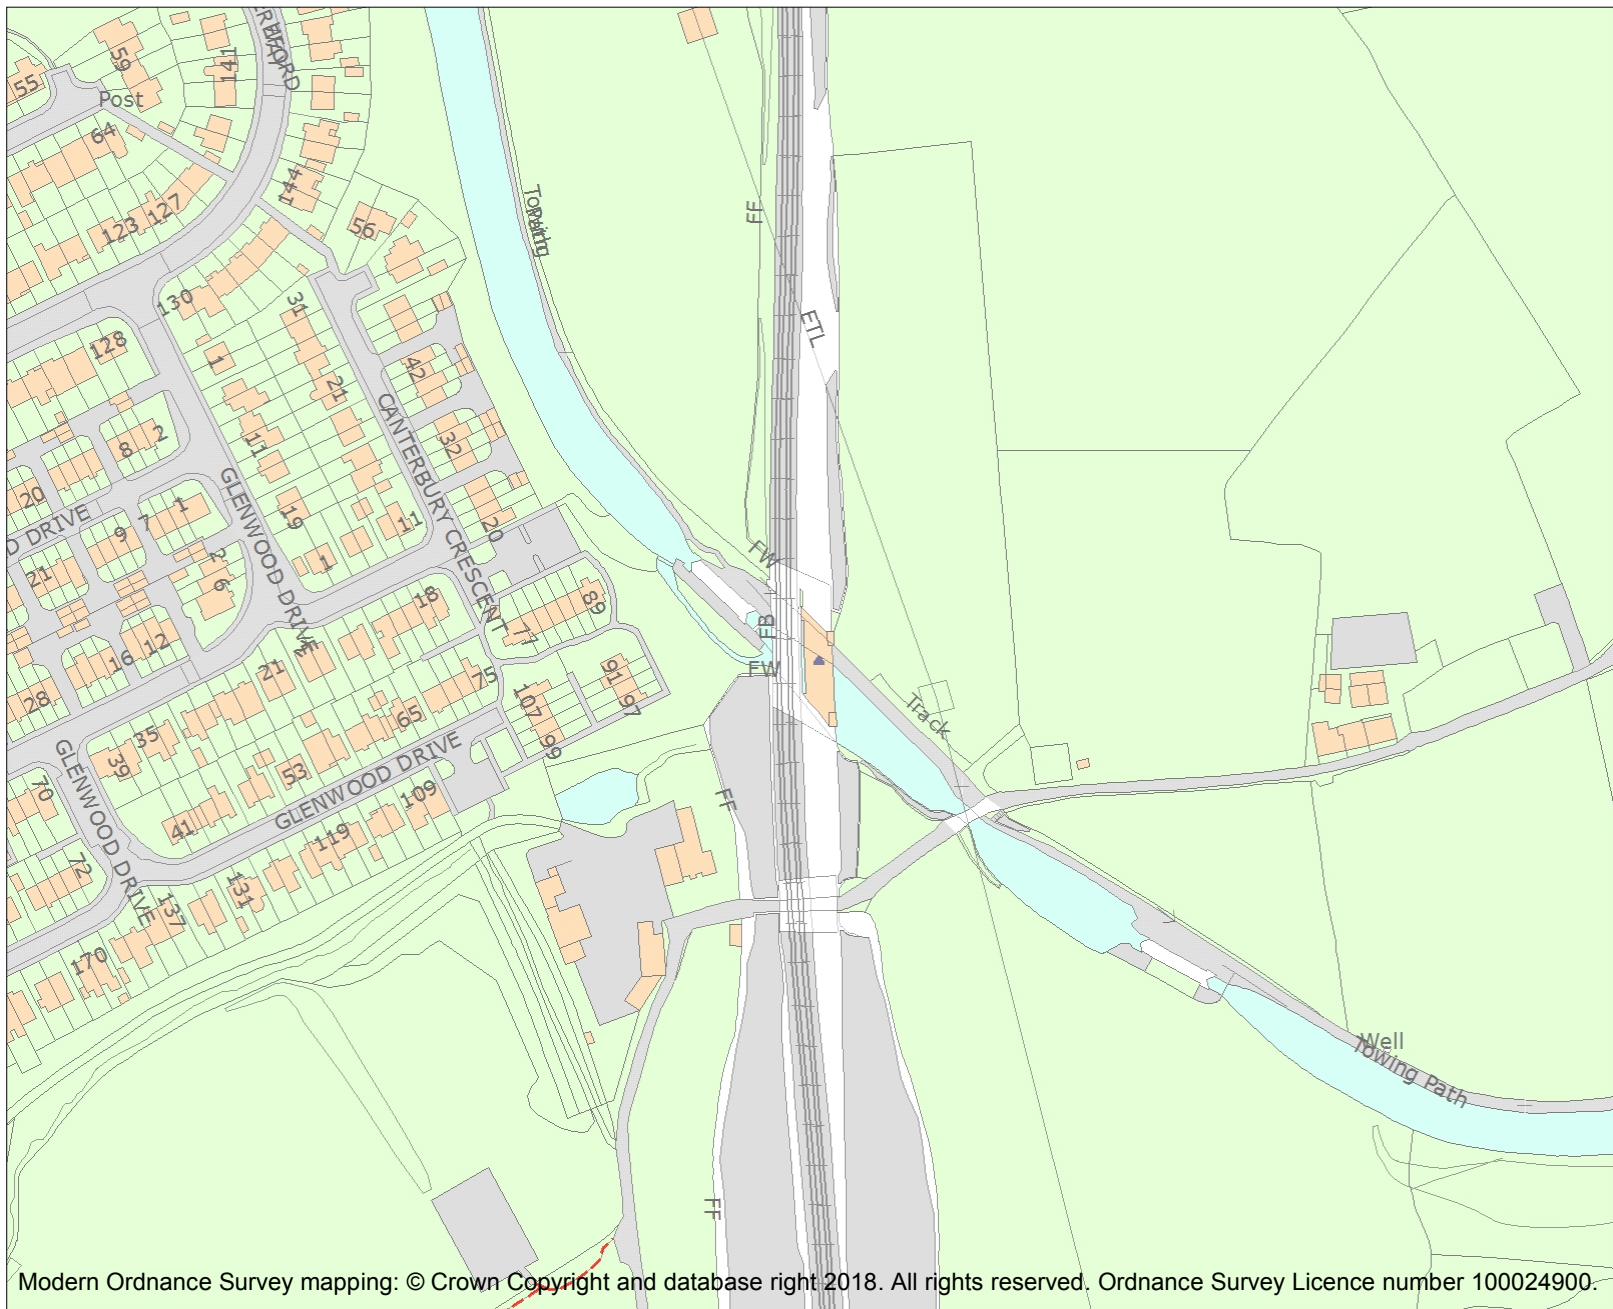 59
141
55
Post
64
144
123
127
56
Towing
Path
FF
130
31
ETL
128
1
42
21
CANTERBURY CRESCENT
2
8
11
32
20
GLENWOOD DRIVE
D DRIVE
7
1
9
19
11
20
1
FW
21
2
6
18
89
77
FB
16
12
21
75
91
97
FW
28
107
99
65
35
39
Track
53
GLENWOOD DRIVE
GLENWOOD DRIVE
70
109
41
119
FF
72
131
137
170
Well
Towing Path
FF
Modern Ordnance Survey mapping: © Crown Copyright and database right 2018. All rights reserved. Ordnance Survey Licence number 100024900.